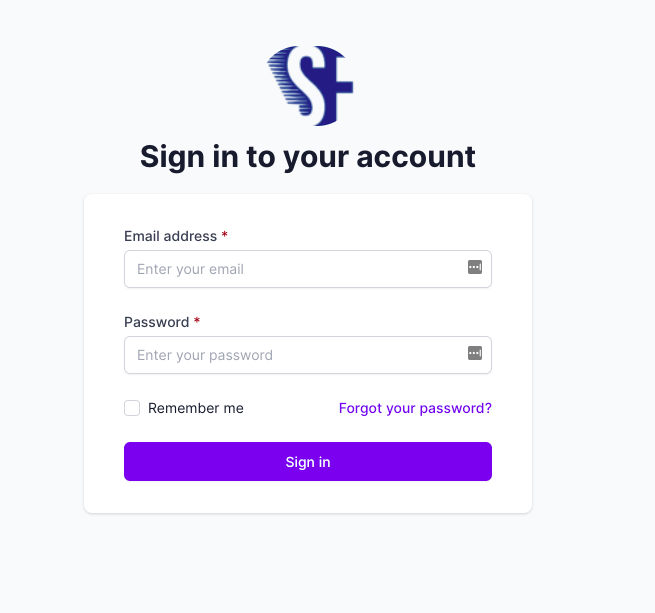 SF
Sign in to your account
Email address *
Enter your email
Password *
Enter your password
Remember me
Forgot your password?
Sign in